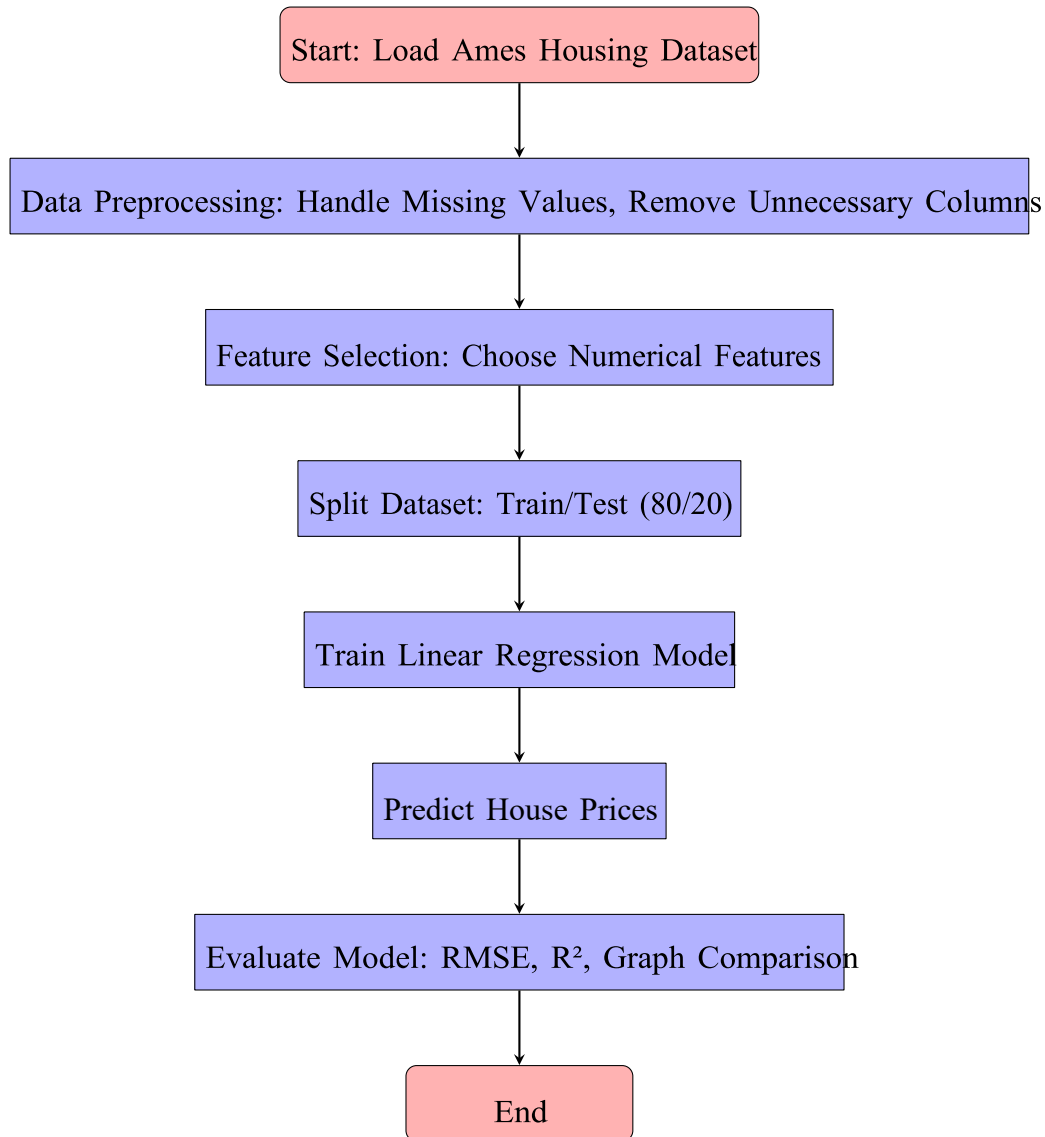 Start: Load Ames Housing Dataset
Data Preprocessing: Handle Missing Values, Remove Unnecessary Columns
Feature Selection: Choose Numerical Features
Split Dataset: Train/Test (80/20)
Train Linear Regression Model
Predict House Prices
Evaluate Model: RMSE, R², Graph Comparison
End